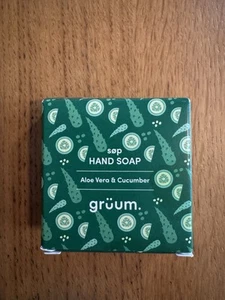 søp
HAND SOAP
Aloe Vera & Cucumber
grüum.